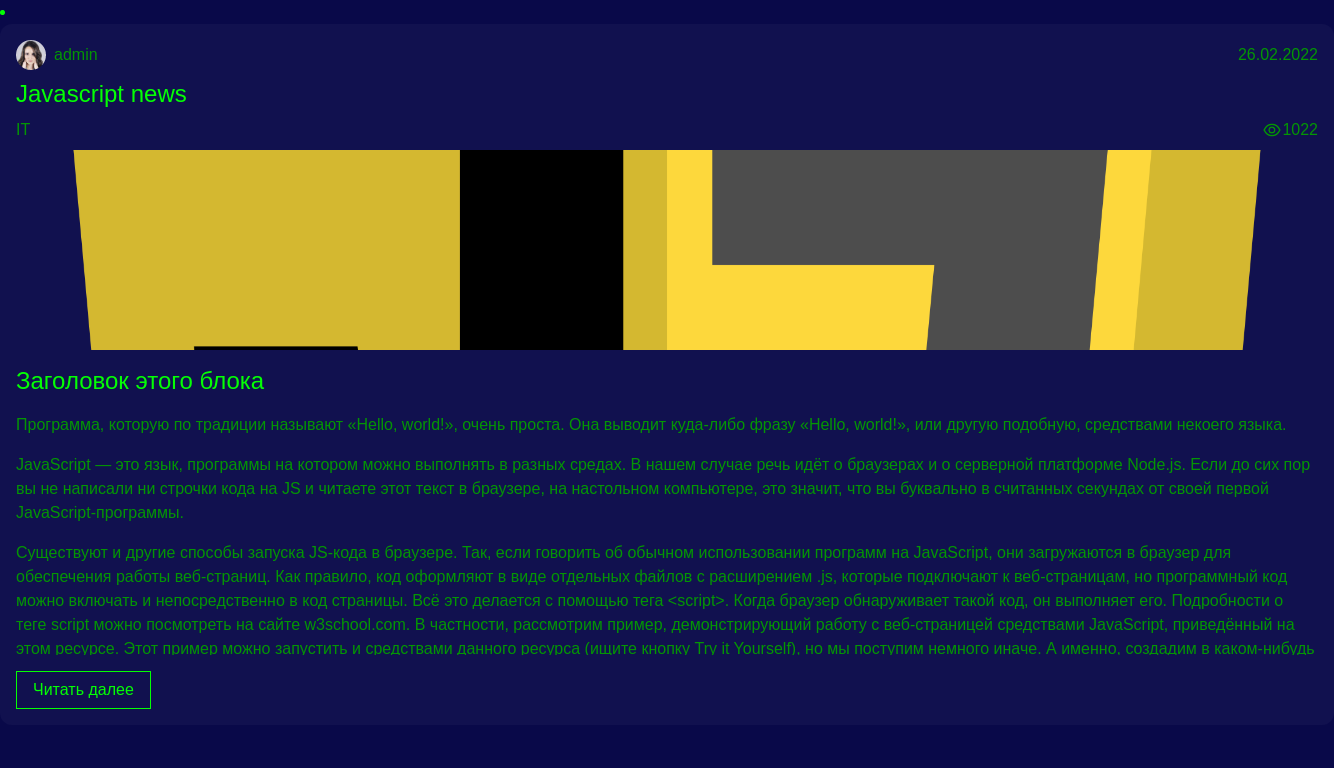 admin
26.02.2022
Javascript news
IT
1022
Заголовок этого блока
Программа, которую по традиции называют «Hello, world!», очень проста. Она выводит куда-либо фразу «Hello, world!», или другую подобную, средствами некоего языка.
JavaScript — это язык, программы на котором можно выполнять в разных средах. В нашем случае речь идёт о браузерах и о серверной платформе Node.js. Если до сих пор
вы не написали ни строчки кода на JS и читаете этот текст в браузере, на настольном компьютере, это значит, что вы буквально в считанных секундах от своей первой
JavaScript-программы.
Существуют и другие способы запуска JS-кода в браузере. Так, если говорить об обычном использовании программ на JavaScript, они загружаются в браузер для
обеспечения работы веб-страниц. Как правило, код оформляют в виде отдельных файлов с расширением .js, которые подключают к веб-страницам, но программный код
можно включать и непосредственно в код страницы. Всё это делается с помощью тега <script>. Когда браузер обнаруживает такой код, он выполняет его. Подробности о
теге script можно посмотреть на сайте w3school.com. В частности, рассмотрим пример, демонстрирующий работу с веб-страницей средствами JavaScript, приведённый на
этом ресурсе. Этот пример можно запустить и средствами данного ресурса (ищите кнопку Try it Yourself), но мы поступим немного иначе. А именно, создадим в каком-нибудь
Читать далее